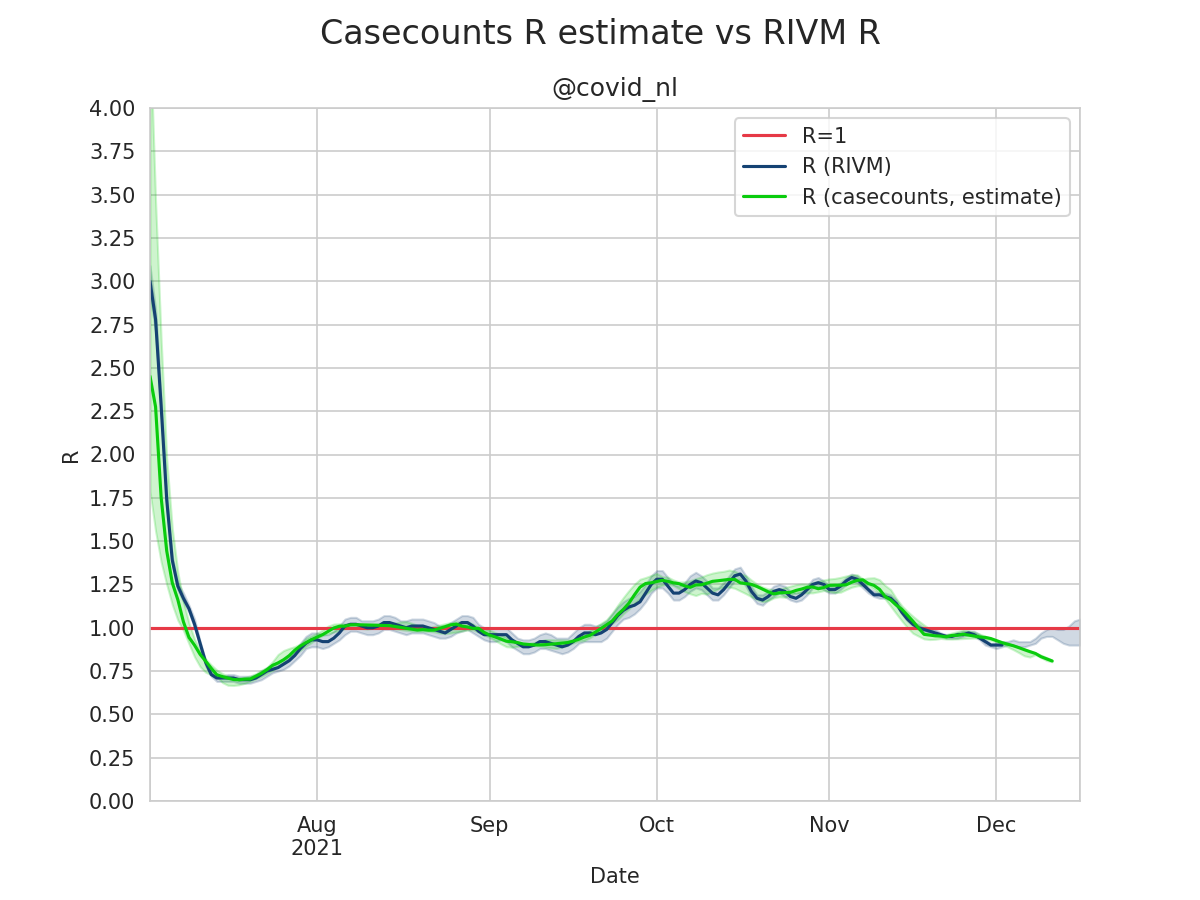 Casecounts R estimate vs RIVM R
@covid_nl
R=1
R (RIVM)
R (casecounts, estimate)
4.00
3.75
3.50
3.25
3.00
2.75
2.50
2.25
2.00
1.75
1.50
1.25
1.00
0.75
0.50
0.25
0.00
R
Aug Sep Oct Nov Dec
2021
Date